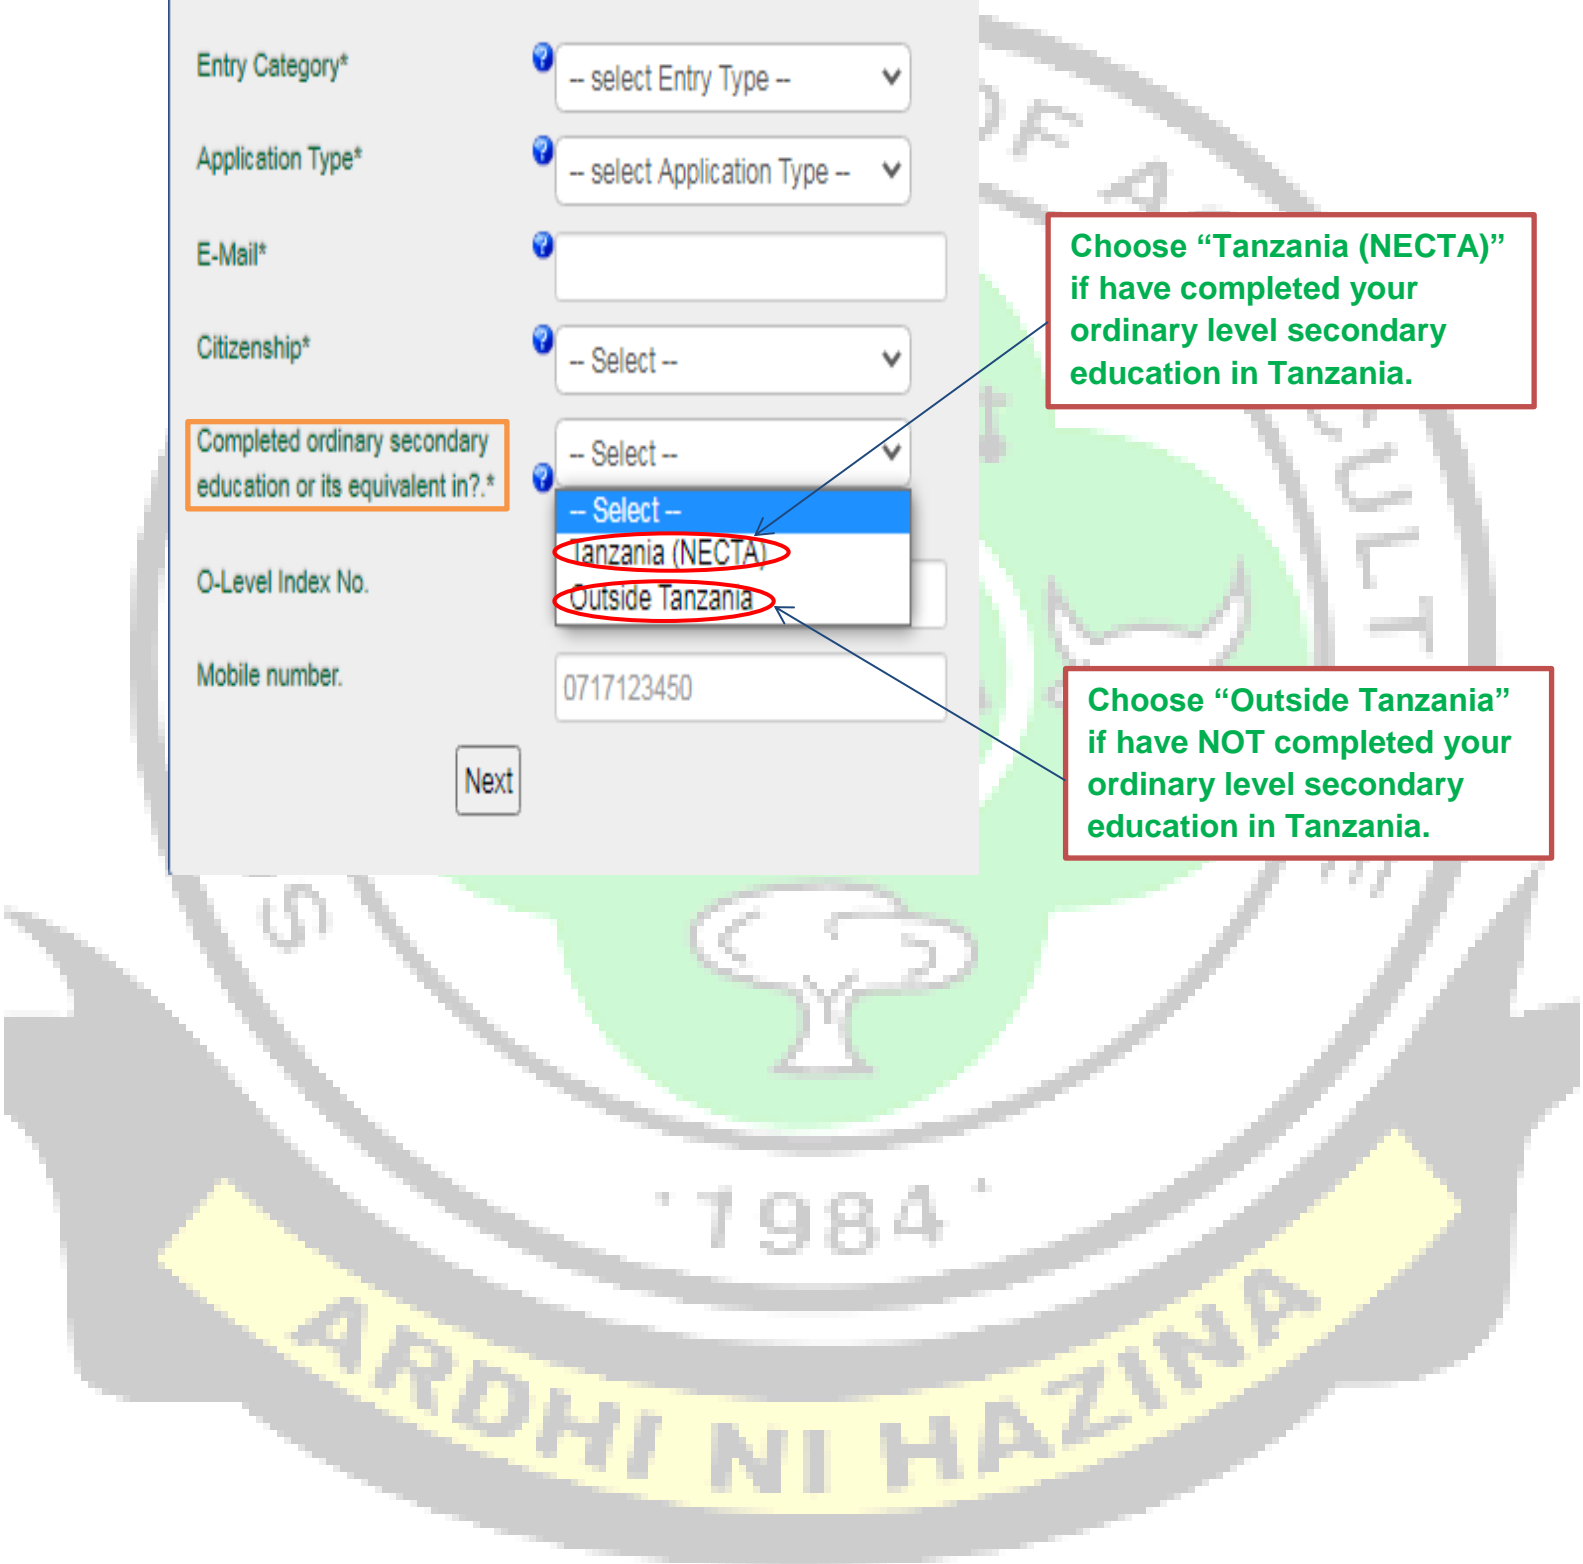 Entry Category*
-- select Entry Type --
Application Type*
-- select Application Type --
E-Mail*
Citizenship*
-- Select --
Completed ordinary secondary
education or its equivalent in?.*
-- Select --
-- Select --
Tanzania (NECTA)
Outside Tanzania
O-Level Index No.
Mobile number.
0717123450
Next
Choose “Tanzania (NECTA)”
if have completed your
ordinary level secondary
education in Tanzania.
Choose “Outside Tanzania”
if have NOT completed your
ordinary level secondary
education in Tanzania.
OF
1984
ARDHI NI HAZINA